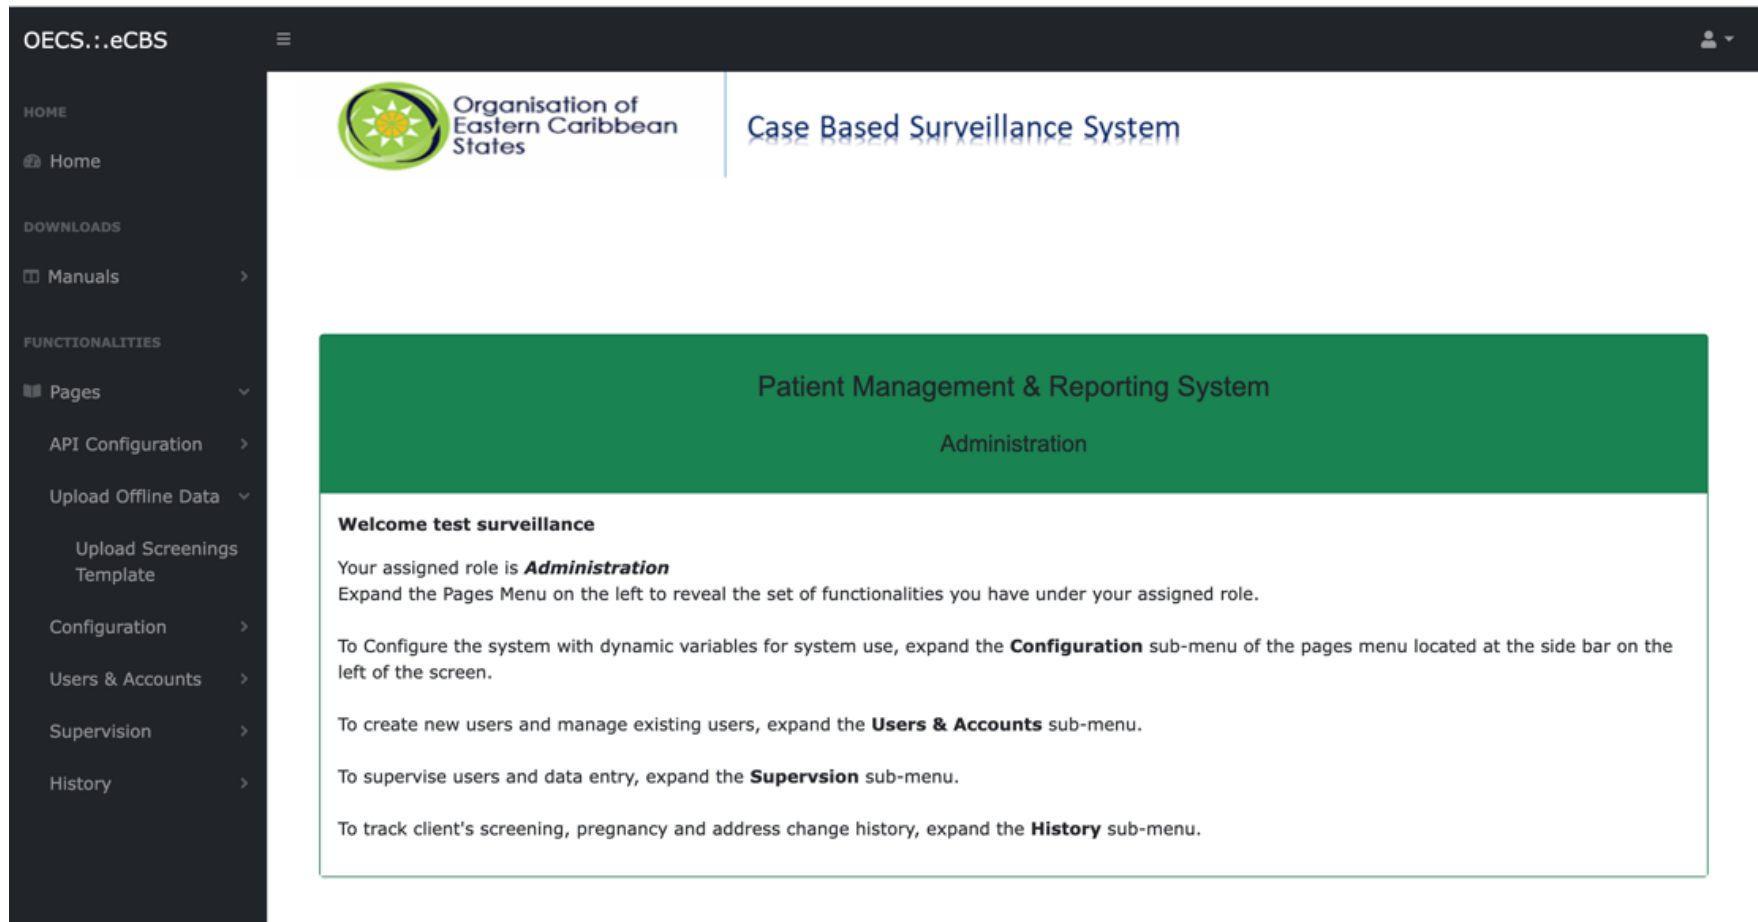 OECS.:.eCBS
HOME
Home
DOWNLOADS
Manuals
FUNCTIONALITIES
Pages
API Configuration
Upload Offline Data
Upload Screenings
Template
Configuration
Users & Accounts
Supervision
History
Organisation of
Eastern Caribbean
States
Case Based Surveillance System
Patient Management & Reporting System
Administration
Welcome test surveillance
Your assigned role is Administration
Expand the Pages Menu on the left to reveal the set of functionalities you have under your assigned role.
To Configure the system with dynamic variables for system use, expand the Configuration sub-menu of the pages menu located at the side bar on the
left of the screen.
To create new users and manage existing users, expand the Users & Accounts sub-menu.
To supervise users and data entry, expand the Supervsion sub-menu.
To track client's screening, pregnancy and address change history, expand the History sub-menu.